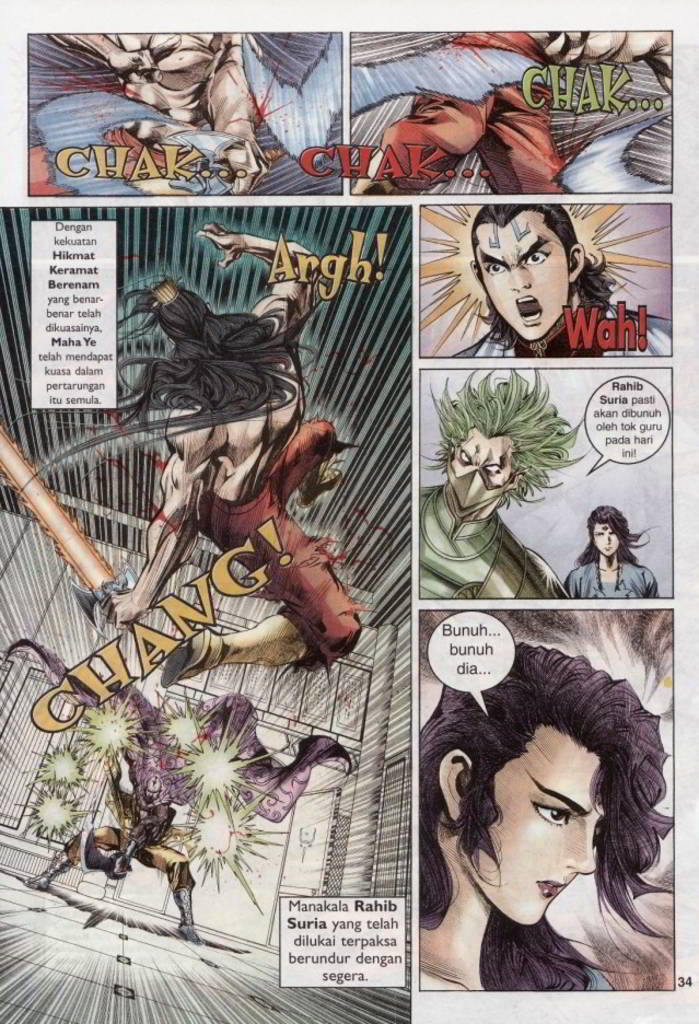 CHAK...
CHAK...
CHAK...
Dengan
kekuatan
Hikmat
Keramat
Berenam
yang benar-
benar telah
dikuasainya,
Maha Ye
telah mendapat
kuasa dalam
pertarungan
itu semula.
Argh!
CHANG!
Manakala Rahib
Suria yang telah
dilukai terpaksa
berundur dengan
segera.
Wah!
Rahib
Suria pasti
akan dibunuh
oleh tok guru
pada hari
ini!
Bunuh...
bunuh
dia...
34